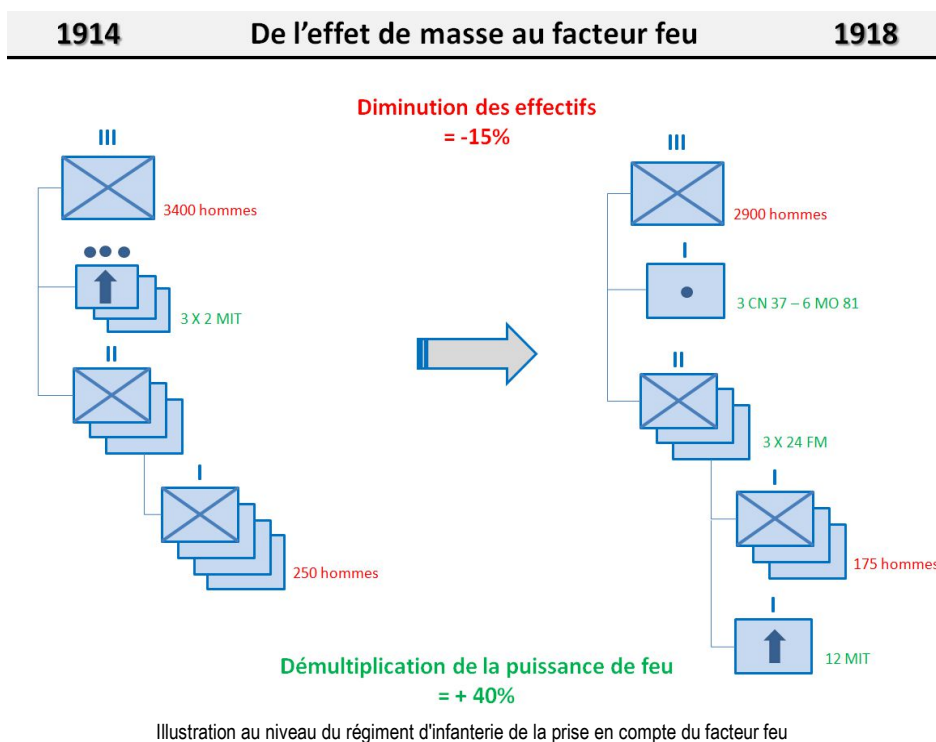 1914 De l'effet de masse au facteur feu 1918
Diminution des effectifs
= -15%
III
3400 hommes
3 X 2 MIT
II
I
250 hommes
III
2900 hommes
I
3 CN 37 – 6 MO 81
II
3 X 24 FM
I
175 hommes
I
12 MIT
Démultiplication de la puissance de feu
= + 40%
Illustration au niveau du régiment d'infanterie de la prise en compte du facteur feu